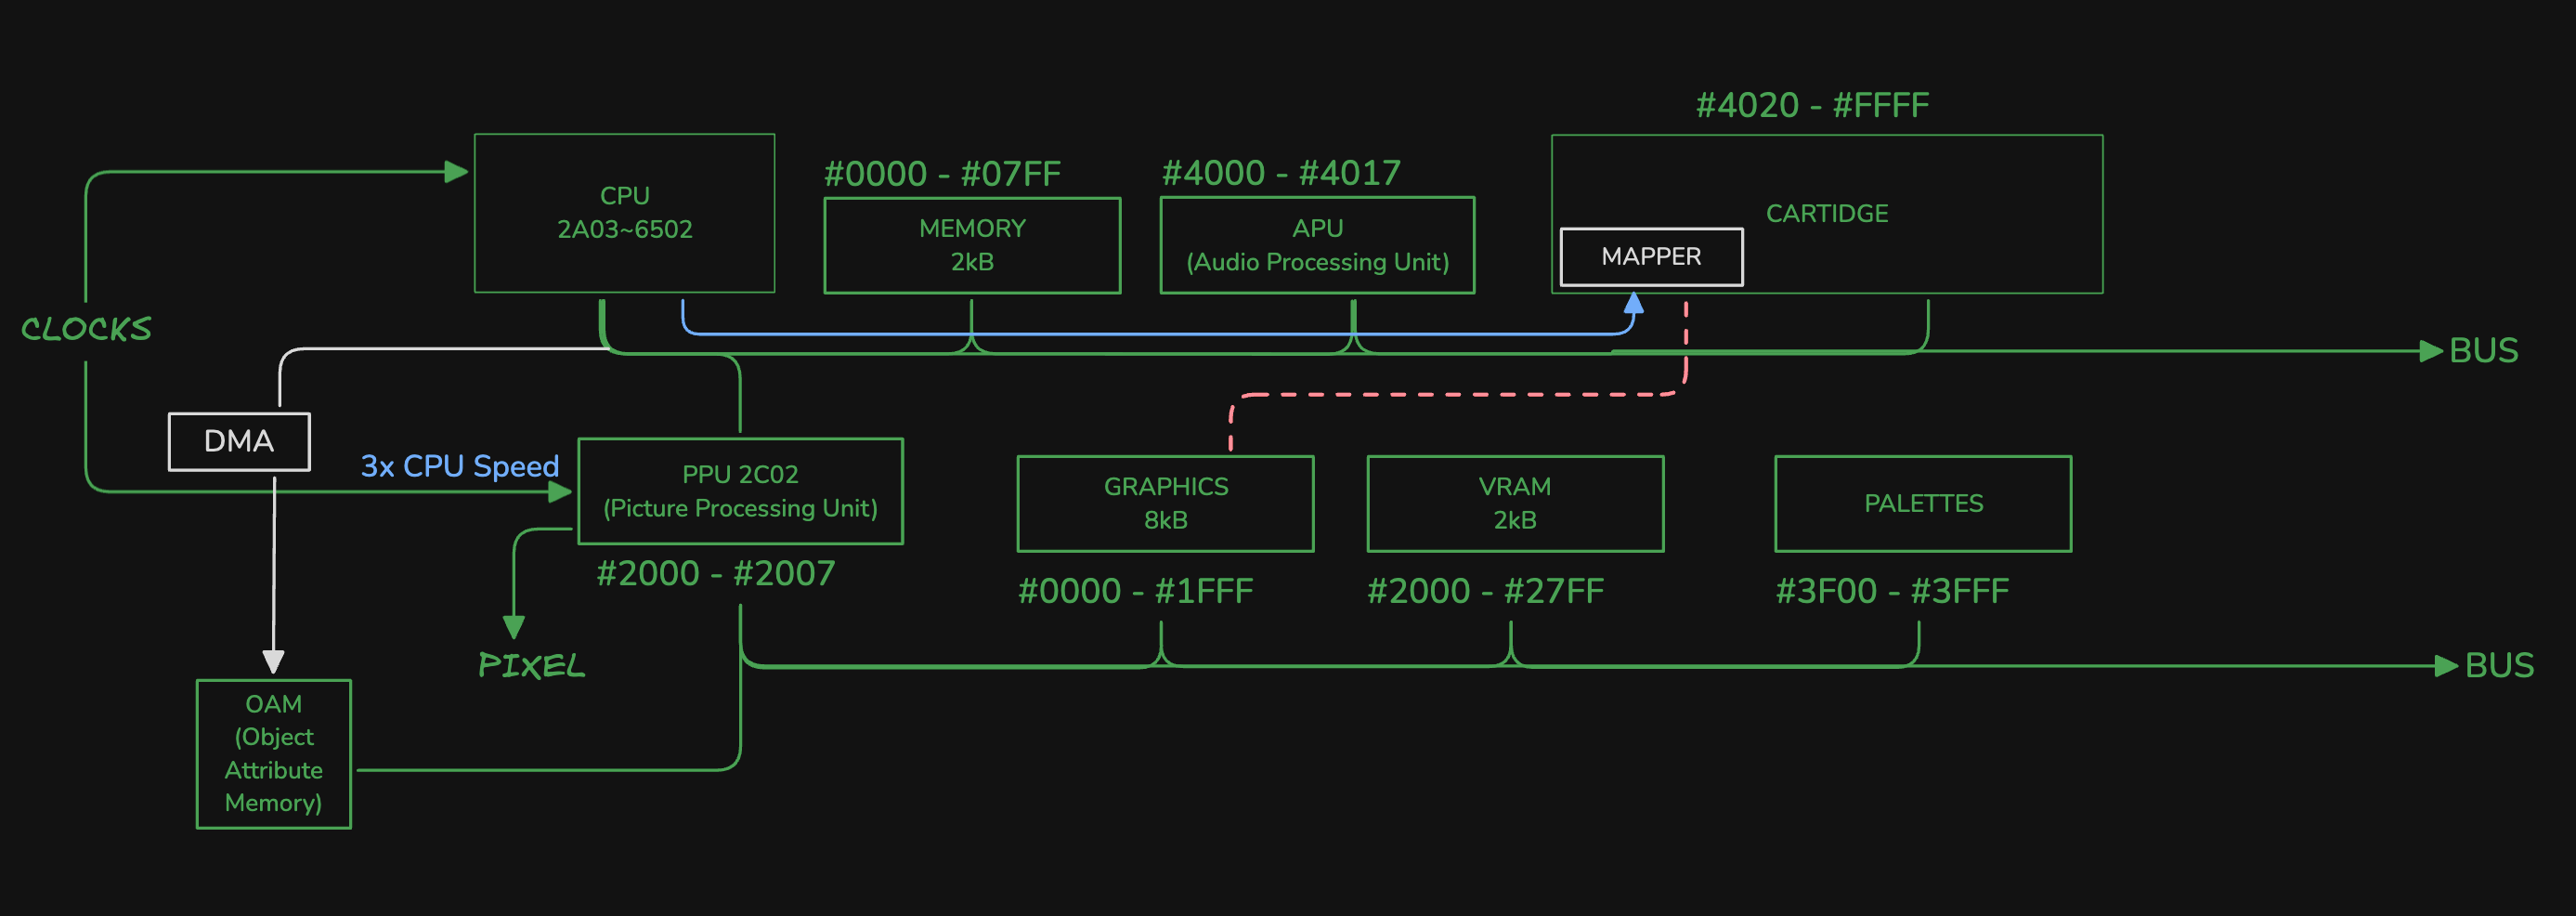 #4020 - #FFFF
#0000 - #07FF
#4000 - #4017
CPU
2A03~6502
MEMORY
2kB
APU
(Audio Processing Unit)
CARTIDGE
MAPPER
CLOCKS
BUS
DMA
3x CPU Speed
PPU 2C02
(Picture Processing Unit)
#2000 - #2007
GRAPHICS
8kB
#0000 - #1FFF
VRAM
2kB
#2000 - #27FF
PALETTES
#3F00 - #3FFF
PIXEL
BUS
OAM
(Object
Attribute
Memory)